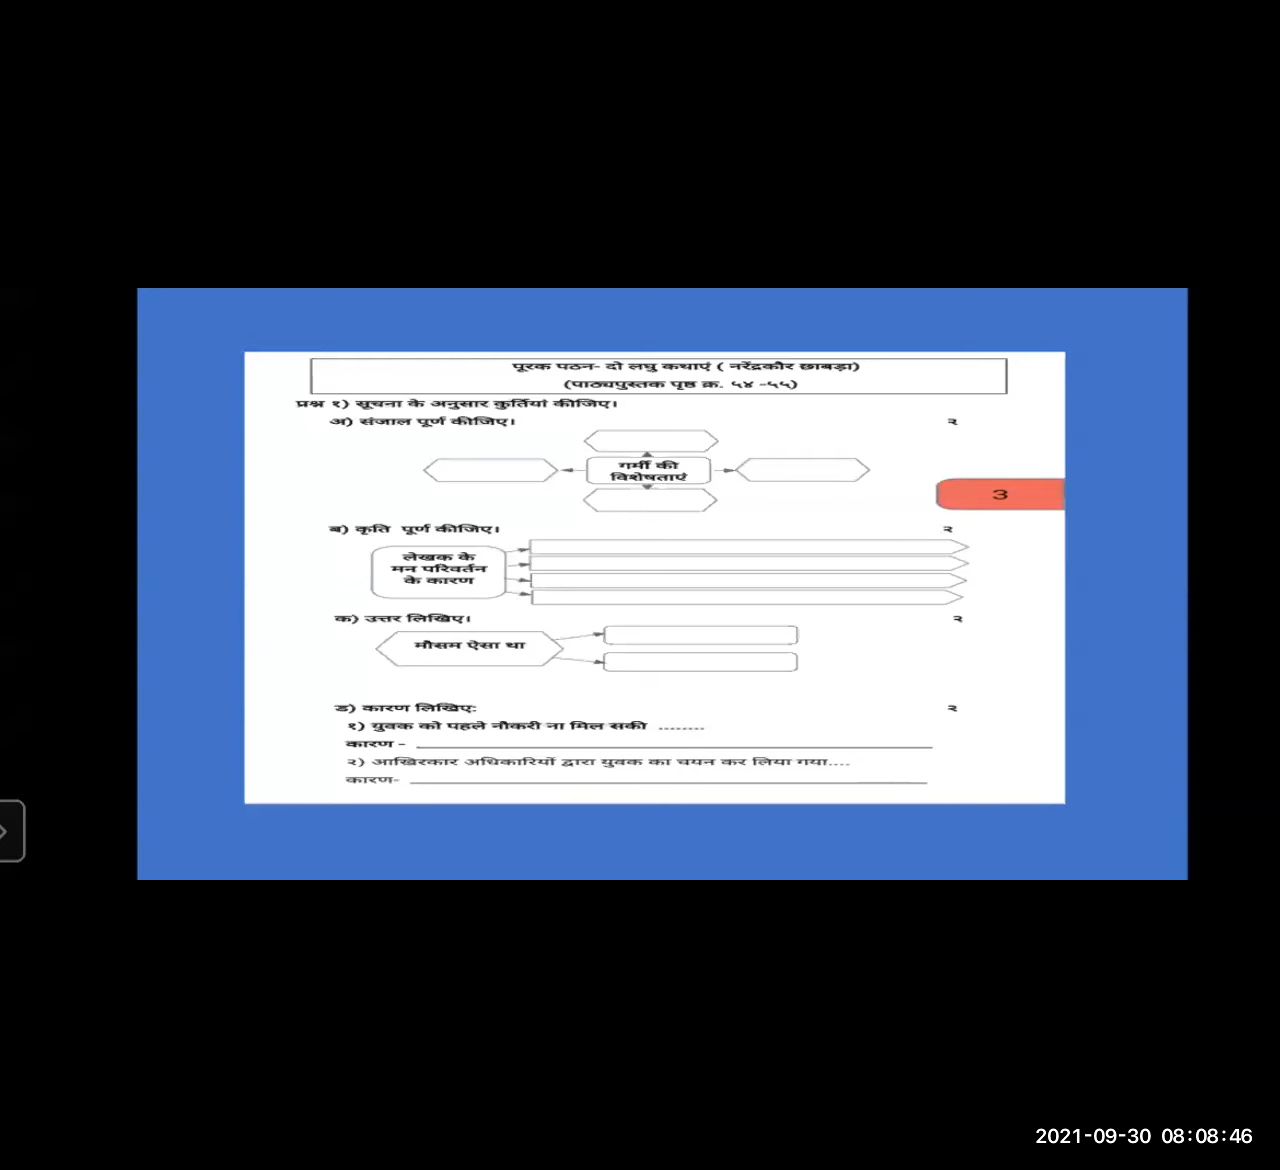 पूरक पठन- दो लघु कथाएं ( नरेंद्रकौर छाबड़ा)
(पाठ्यपुस्तक पृष्ठ क्र. ५४ -५५)
प्रश्न १) सूचना के अनुसार कुर्तियां कीजिए।
अ) संजाल पूर्ण कीजिए। २
गर्मी की
विशेषताएं
3
ब) कृति पूर्ण कीजिए। २
लेखक के
मन परिवर्तन
के कारण
क) उत्तर लिखिए। २
मौसम ऐसा था
ड) कारण लिखिए: २
१) युवक को पहले नौकरी ना मिल सकी ........
कारण -
२) आखिरकार अधिकारियों द्वारा युवक का चयन कर लिया गया....
कारण-
2021-09-30 08:08:46